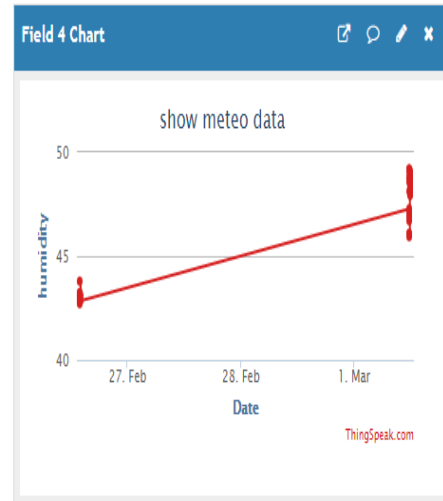 Field 4 Chart
show meteo data
50
45
40
humidity
27. Feb 28. Feb 1. Mar
Date
ThingSpeak.com